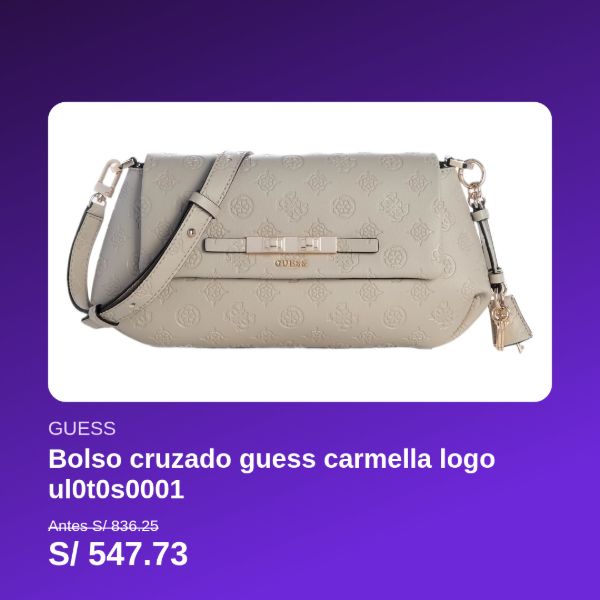 GUESS
GUESS
Bolso cruzado guess carmella logo
ul0t0s0001
Antes S/ 836.25
S/ 547.73